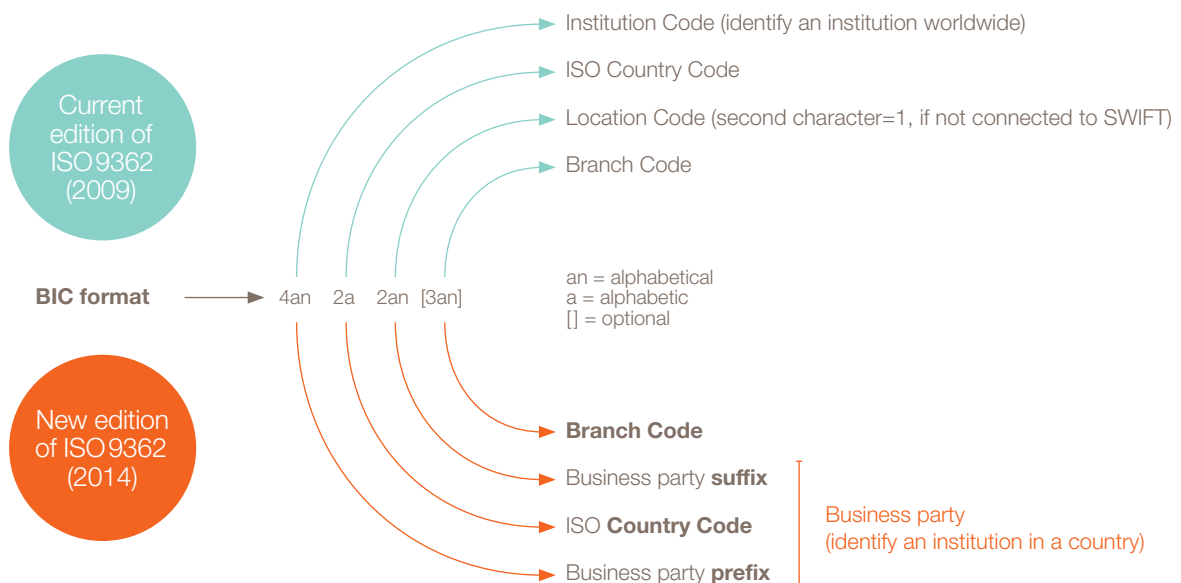 Institution Code (identify an institution worldwide)
ISO Country Code
Location Code (second character=1, if not connected to SWIFT)
Branch Code
Current
edition of
ISO 9362
(2009)
BIC format
4an 2a 2an [3an]
an = alphabetical
a = alphabetic
[ ] = optional
New edition
of ISO 9362
(2014)
Branch Code
Business party suffix
ISO Country Code
Business party prefix
Business party
(identify an institution in a country)